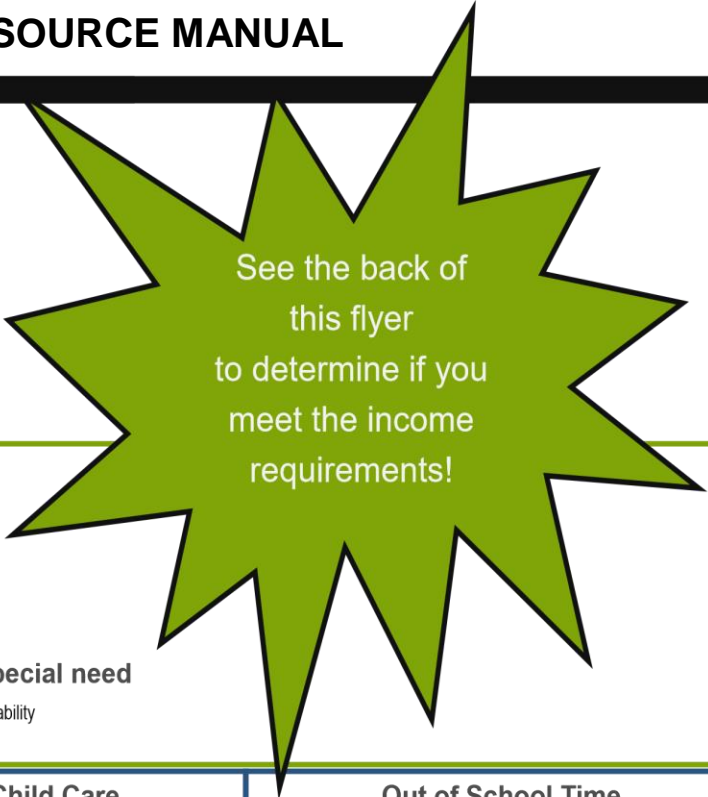 SOURCE MANUAL
See the back of
this flyer
to determine if you
meet the income
requirements!
pecial need
ability
Child Care
Out of School Time